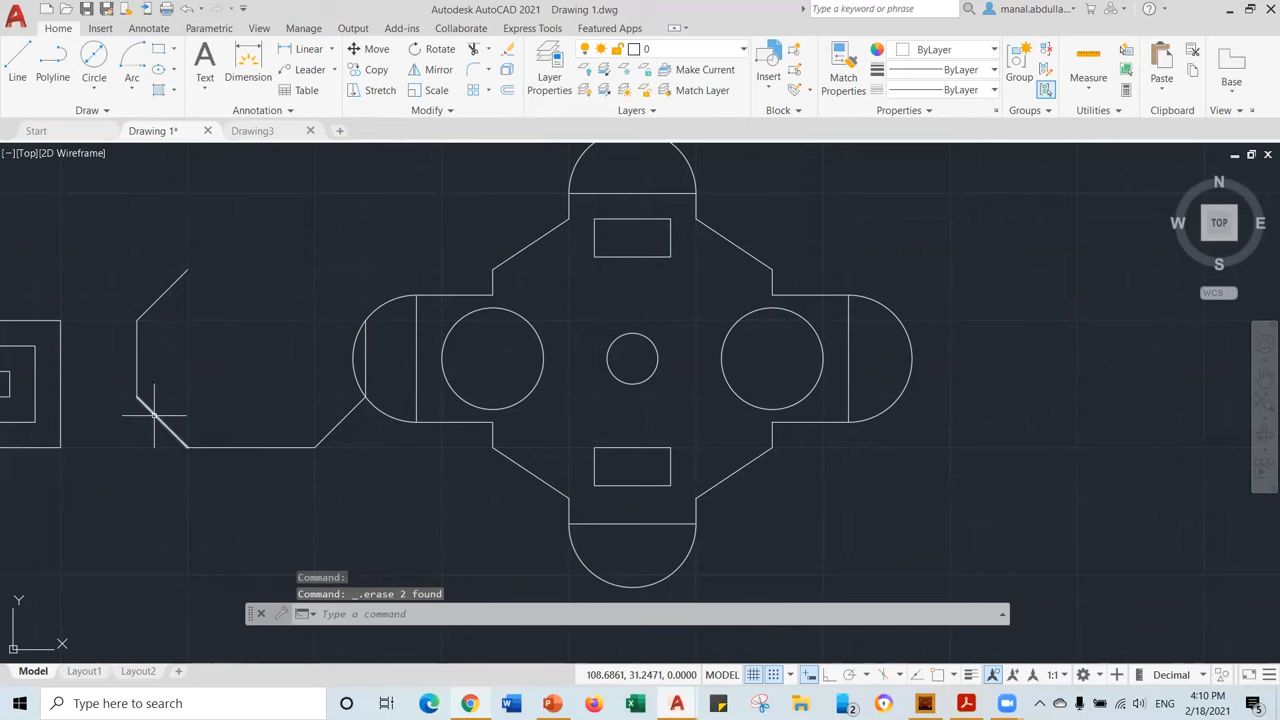 Autodesk AutoCAD 2021 Drawing 1.dwg
Type a keyword or phrase
manal.abdulla...
Home Insert Annotate Parametric View Manage Output Add-ins Collaborate Express Tools Featured Apps
Line Polyline Circle Arc
Text Dimension
Linear
Leader
Table
Move Rotate
Copy Mirror
Stretch Scale
Layer Properties
0
Make Current
Match Layer
Insert
Match Properties
ByLayer
ByLayer
ByLayer
Group
Measure
Paste
Base
Draw Annotation Modify Layers Block Properties Groups Utilities Clipboard View
Start Drawing 1* Drawing3
[−][Top][2D Wireframe]
N
W TOP E
S
WCS
Command:
Command: _.erase 2 found
Type a command
Y
X
Model Layout1 Layout2
108.6861, 31.2471, 0.0000 MODEL 1:1 Decimal
Type here to search
2
ENG
4:10 PM
2/18/2021
5